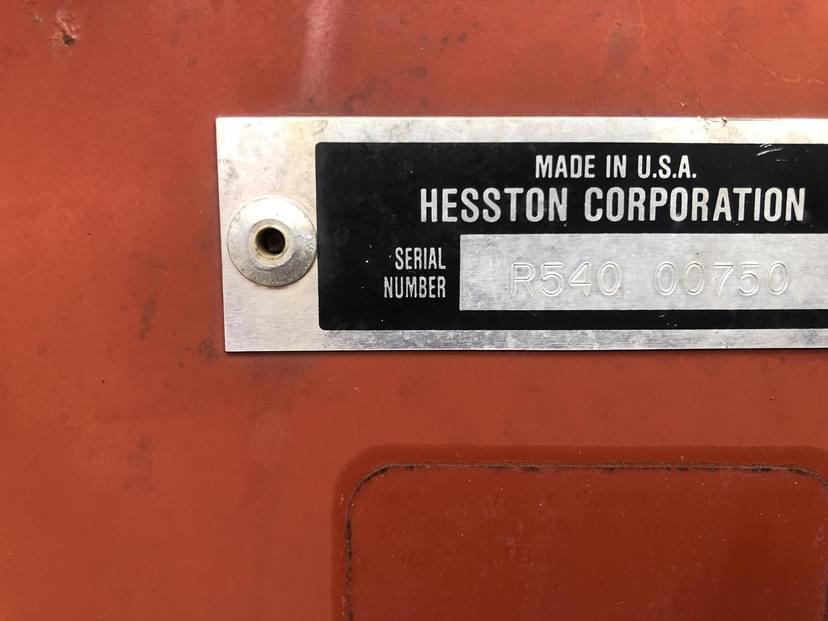 MADE IN U.S.A.
HESSTON CORPORATION
SERIAL NUMBER
R540 00750